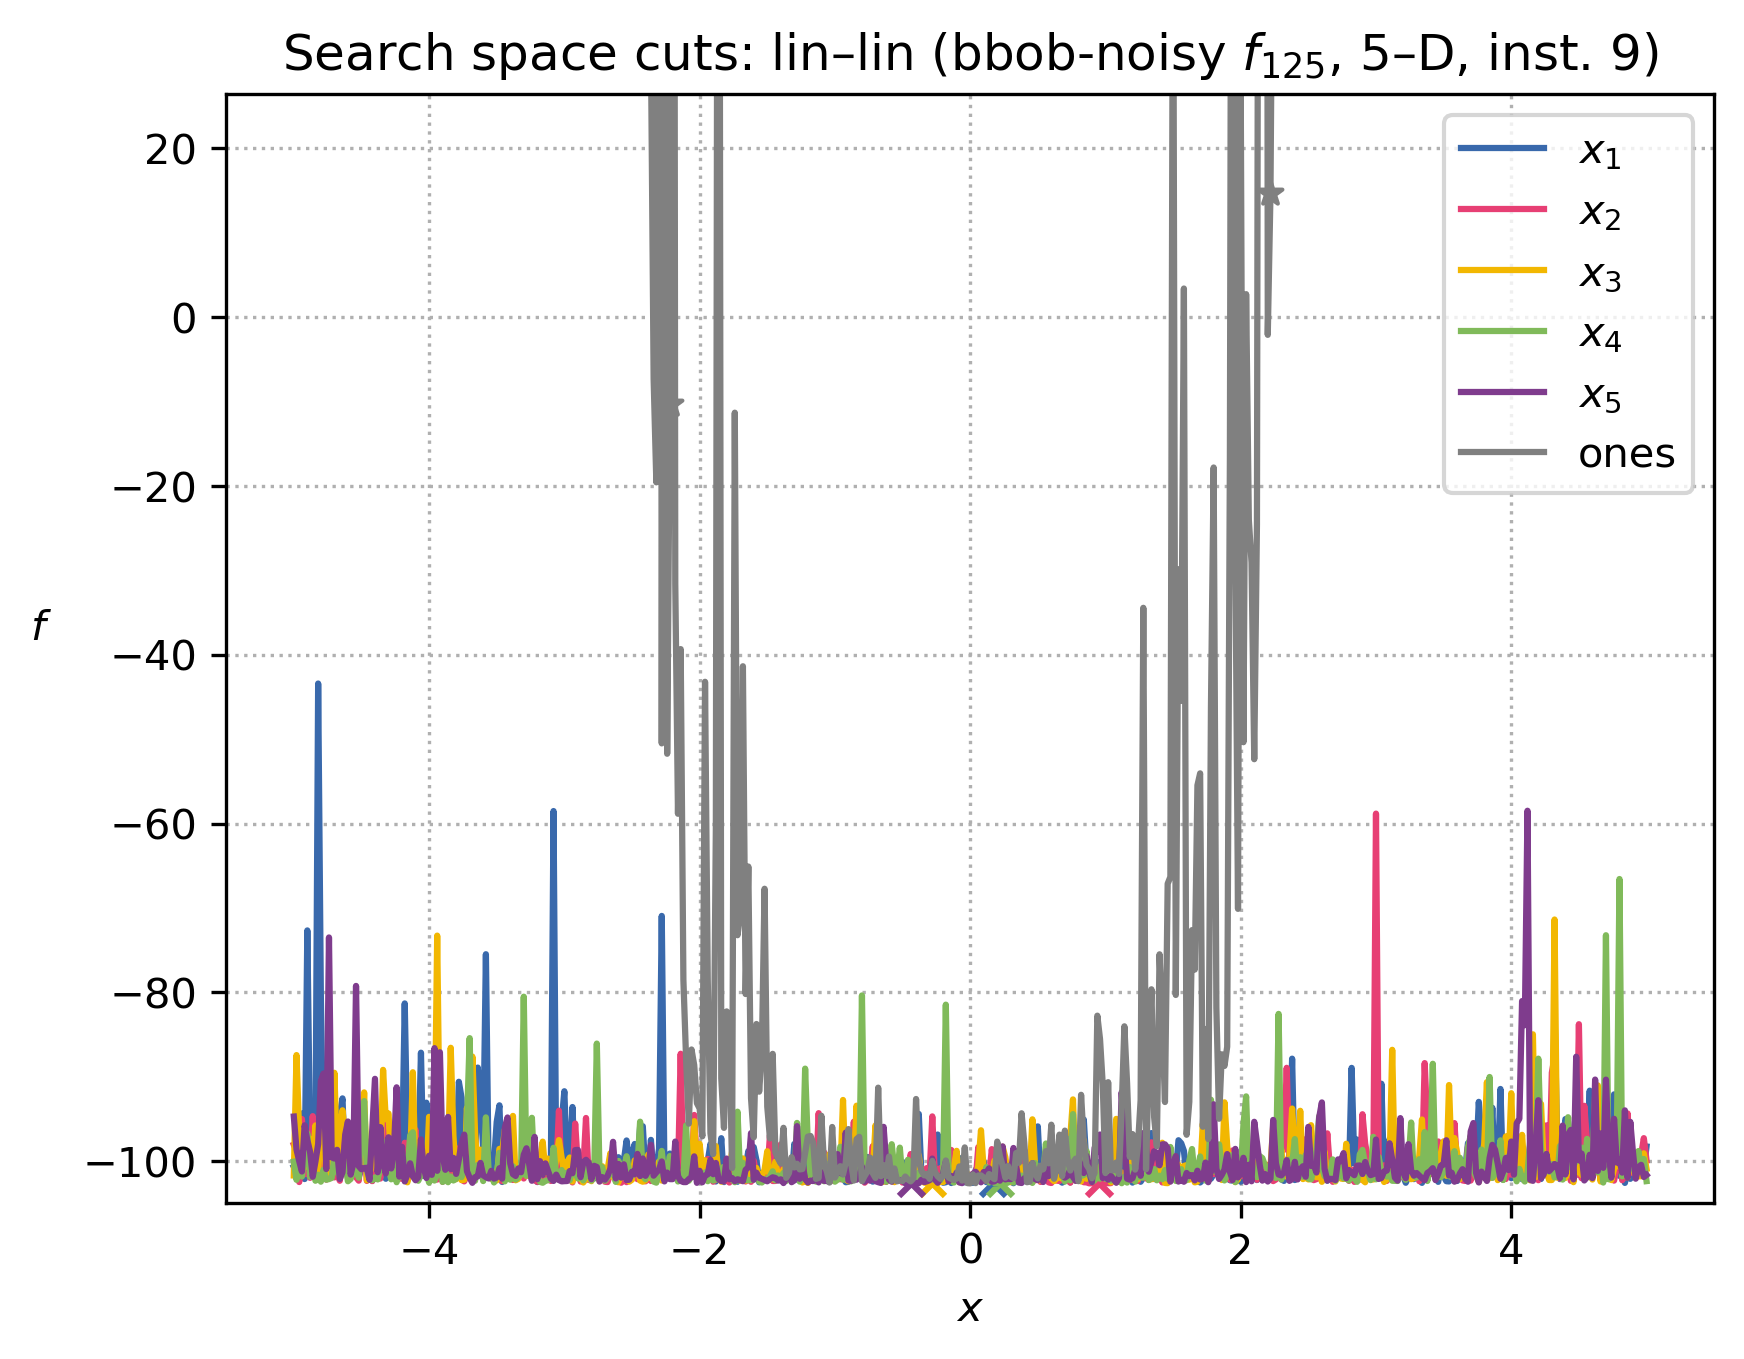 Search space cuts: lin–lin (bbob-noisy f₁₂₅, 5–D, inst. 9)
20
0
−20
−40
−60
−80
−100
f
−4
−2
0
2
4
x
x₁
x₂
x₃
x₄
x₅
ones